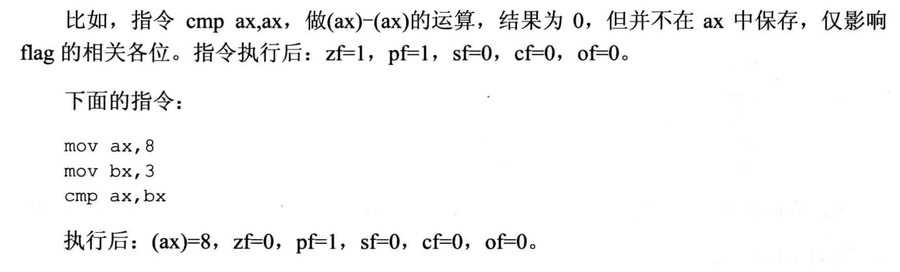 比如，指令 cmp ax,ax，做(ax)-(ax)的运算，结果为 0，但并不在 ax 中保存，仅影响
flag 的相关各位。指令执行后：zf=1，pf=1，sf=0，cf=0，of=0。
下面的指令：
mov ax,8
mov bx,3
cmp ax,bx
执行后：(ax)=8，zf=0，pf=1，sf=0，cf=0，of=0。